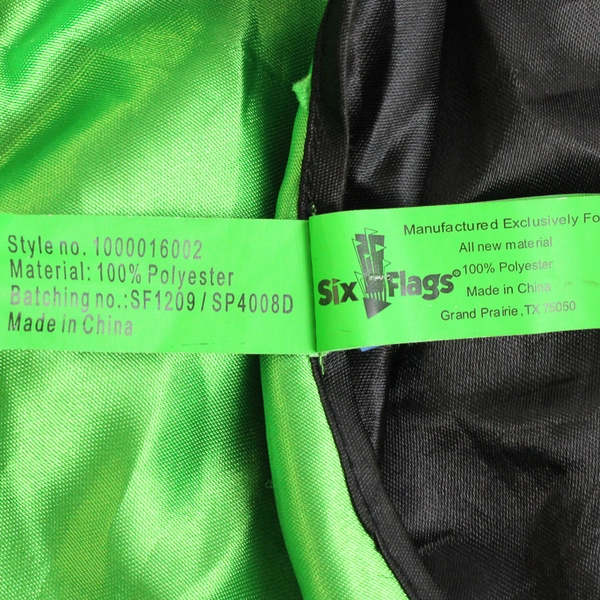 Style no. 1000016002
Material: 100% Polyester
Batching no.:SF1209 / SP4008D
Made in China
Manufactured Exclusively Fo
All new material
Six Flags®
100% Polyester
Made in China
Grand Prairie, TX 75050